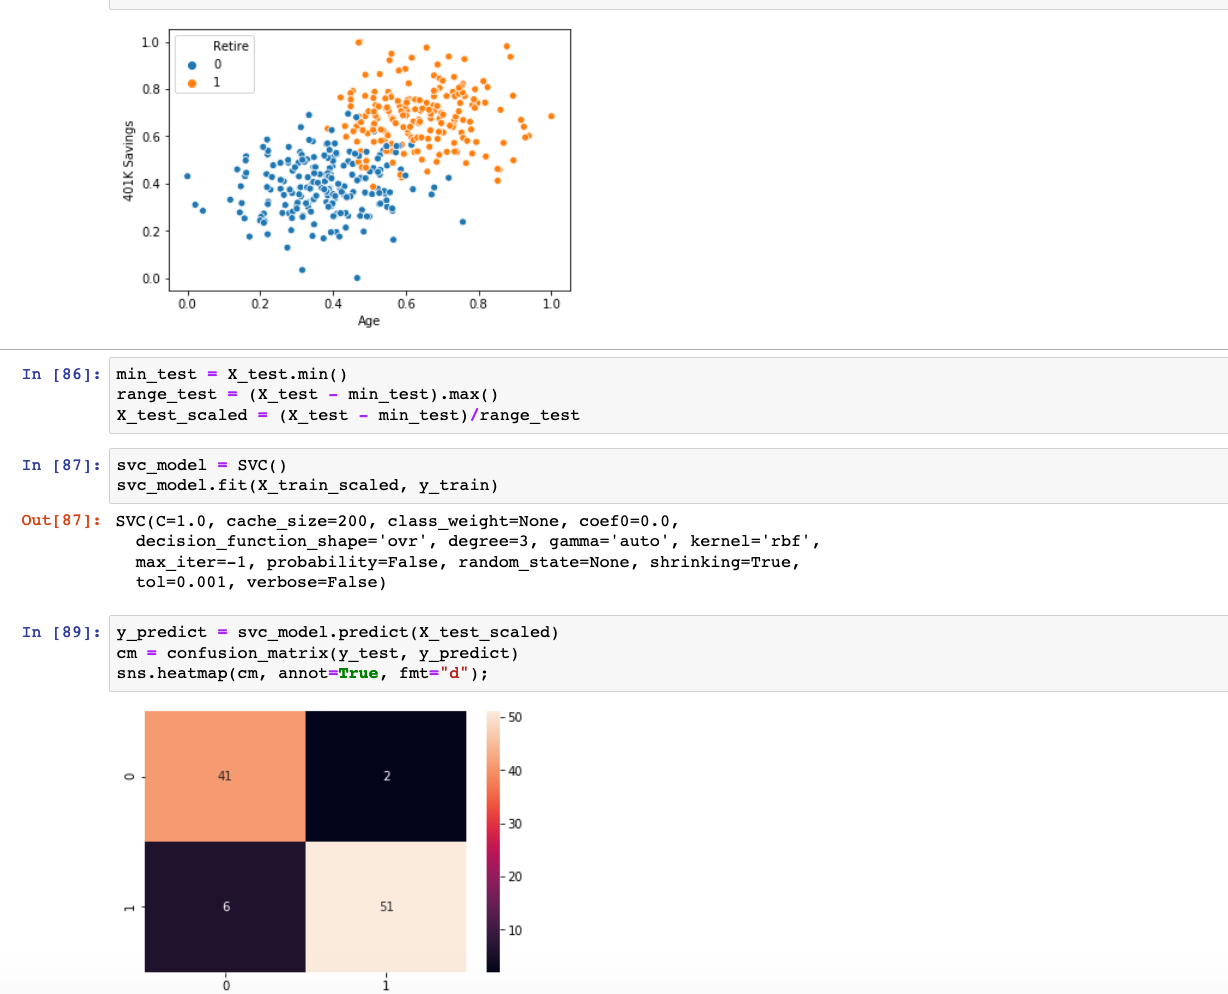 Retire
0
1
1.0
0.8
0.6
0.4
0.2
0.0
401K Savings
0.0 0.2 0.4 0.6 0.8 1.0
Age
In [86]: min_test = X_test.min()
range_test = (X_test - min_test).max()
X_test_scaled = (X_test - min_test)/range_test
In [87]: svc_model = SVC()
svc_model.fit(X_train_scaled, y_train)
Out[87]: SVC(C=1.0, cache_size=200, class_weight=None, coef0=0.0,
decision_function_shape='ovr', degree=3, gamma='auto', kernel='rbf',
max_iter=-1, probability=False, random_state=None, shrinking=True,
tol=0.001, verbose=False)
In [89]: y_predict = svc_model.predict(X_test_scaled)
cm = confusion_matrix(y_test, y_predict)
sns.heatmap(cm, annot=True, fmt="d");
0
41 2
1
6 51
0 1
50
40
30
20
10